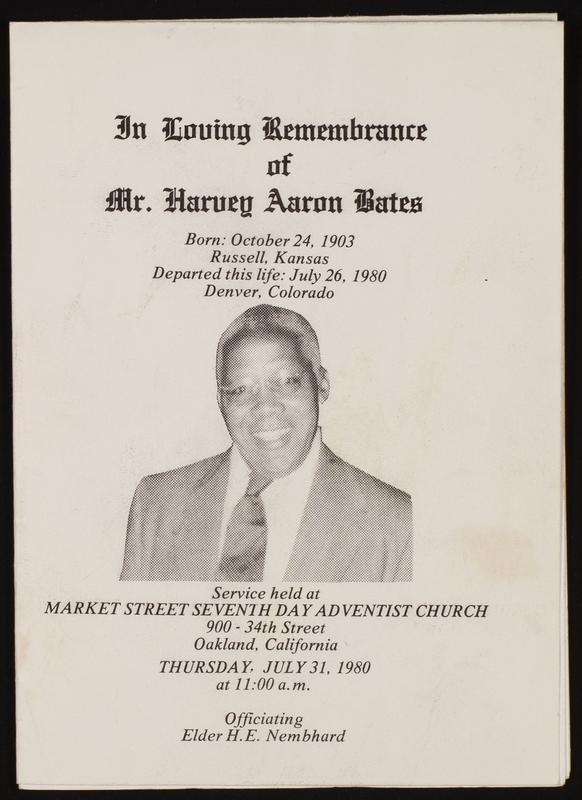 In Loving Remembrance
of
Mr. Harvey Aaron Bates
Born: October 24, 1903
Russell, Kansas
Departed this life: July 26, 1980
Denver, Colorado
Service held at
MARKET STREET SEVENTH DAY ADVENTIST CHURCH
900 - 34th Street
Oakland, California
THURSDAY, JULY 31, 1980
at 11:00 a.m.
Officiating
Elder H.E. Nembhard